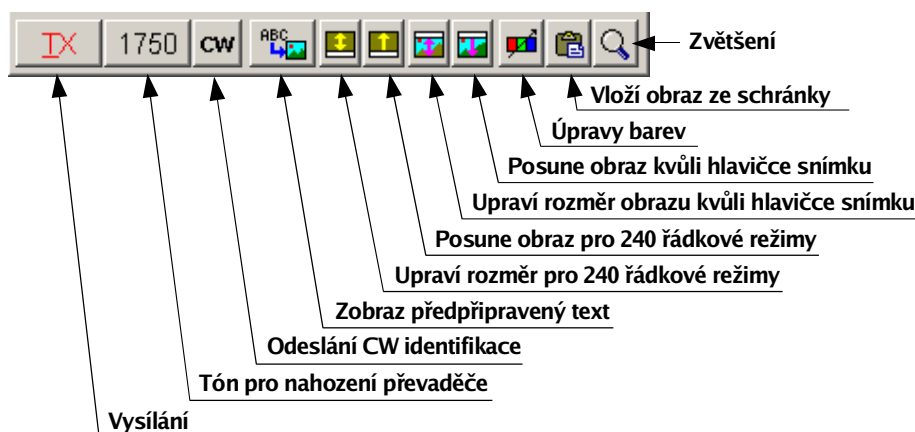 TX 1750 CW ABC Zvětšení
Vloží obraz ze schránky
Úpravy barev
Posune obraz kvůli hlavičce snímku
Upraví rozměr obrazu kvůli hlavičce snímku
Posune obraz pro 240 řádkové režimy
Upraví rozměr pro 240 řádkové režimy
Zobraz předpřipravený text
Odeslání CW identifikace
Tón pro nahození převaděče
Vysílání